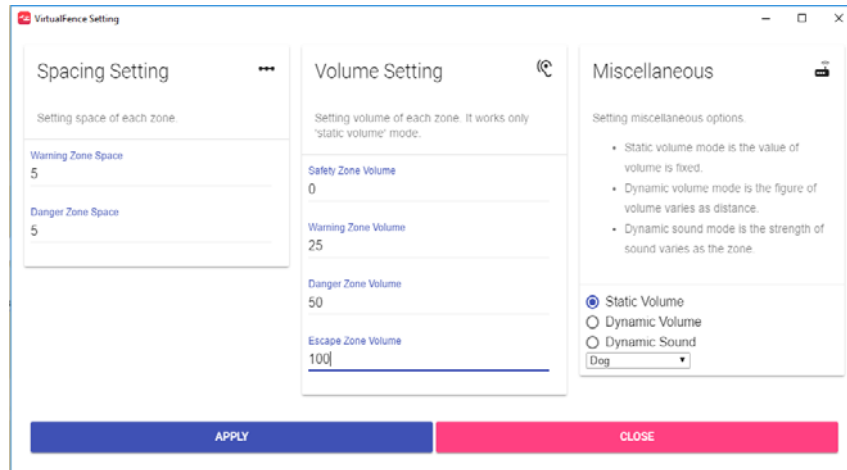 VirtualFence Setting
Spacing Setting
Setting space of each zone.
Warning Zone Space
5
Danger Zone Space
5
Volume Setting
Setting volume of each zone. It works only
'static volume' mode.
Safety Zone Volume
0
Warning Zone Volume
25
Danger Zone Volume
50
Escape Zone Volume
100
Miscellaneous
Setting miscellaneous options.
• Static volume mode is the value of
volume is fixed.
• Dynamic volume mode is the figure of
volume varies as distance.
• Dynamic sound mode is the strength of
sound varies as the zone.
Static Volume
Dynamic Volume
Dynamic Sound
Dog
APPLY
CLOSE